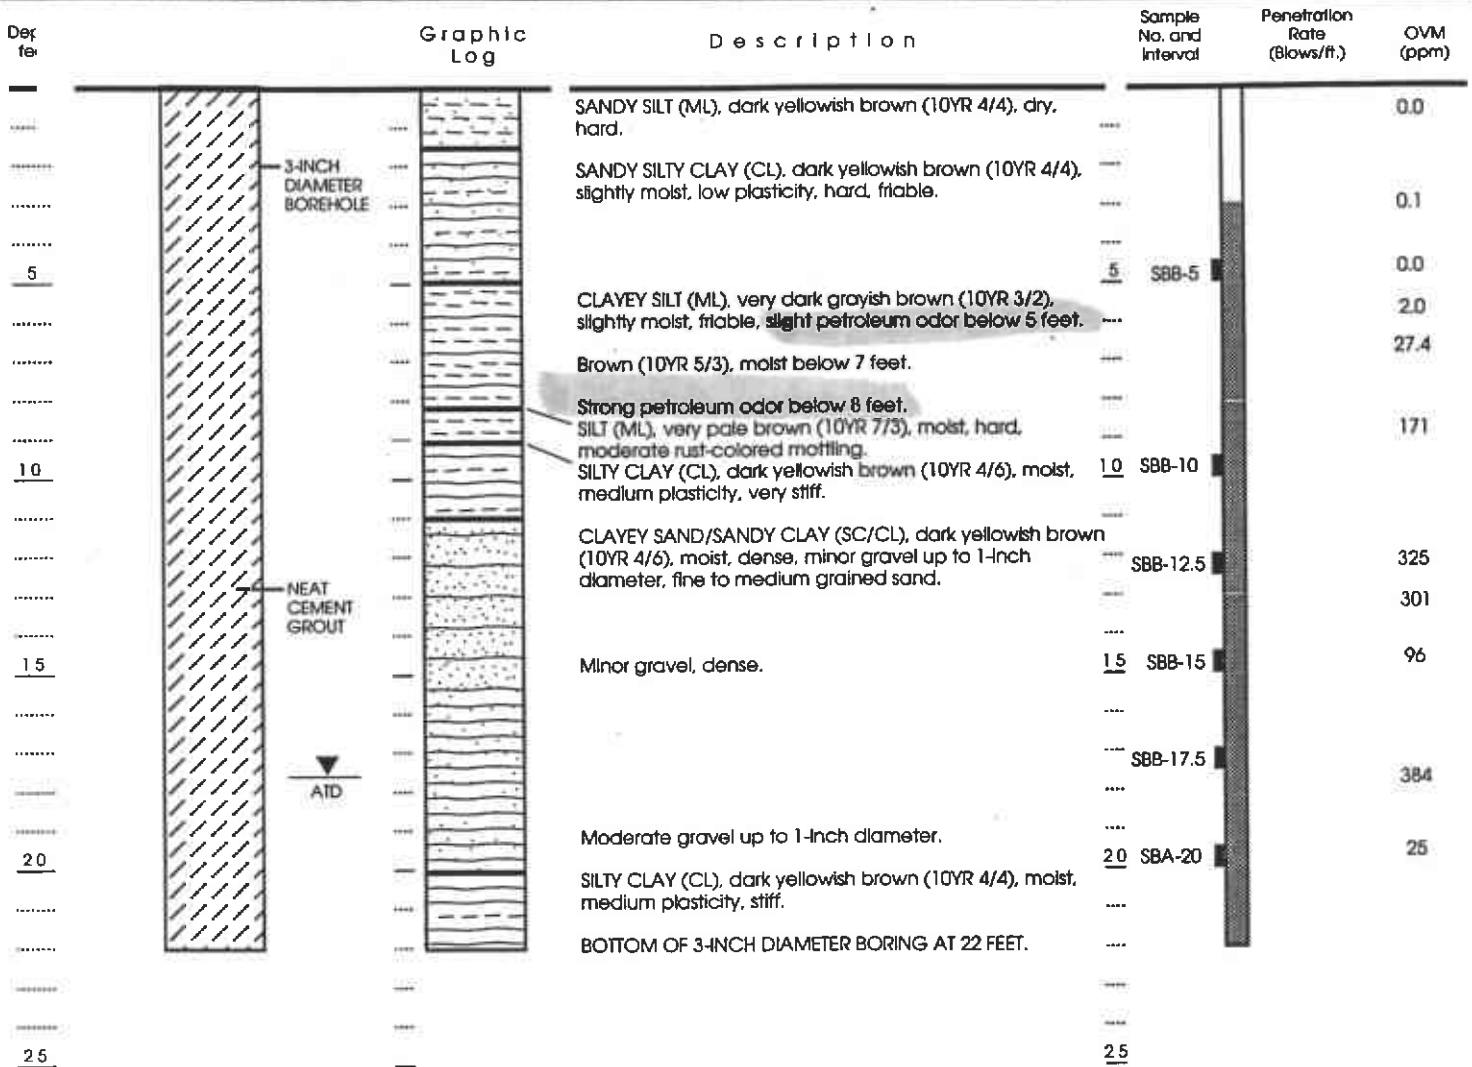 Graphic
Log
Description
Sample
No. and
Interval
Penetration
Rate
(Blows/ft.)
OVM
(ppm)
SANDY SILT (ML), dark yellowish brown (10YR 4/4), dry,
hard.
0.0
3-INCH
DIAMETER
BOREHOLE
SANDY SILTY CLAY (CL), dark yellowish brown (10YR 4/4),
slightly moist, low plasticity, hard, friable.
0.1
5
5
SBB-5
0.0
CLAYEY SILT (ML), very dark grayish brown (10YR 3/2),
slightly moist, friable, slight petroleum odor below 5 feet.
2.0
Brown (10YR 5/3), moist below 7 feet.
27.4
Strong petroleum odor below 8 feet.
SILT (ML), very pale brown (10YR 7/3), moist, hard,
moderate rust-colored mottling.
171
10
SILTY CLAY (CL), dark yellowish brown (10YR 4/6), moist,
medium plasticity, very stiff.
10
SBB-10
CLAYEY SAND/SANDY CLAY (SC/CL), dark yellowish brown
(10YR 4/6), moist, dense, minor gravel up to 1-inch
diameter, fine to medium grained sand.
SBB-12.5
325
NEAT
CEMENT
GROUT
301
15
Minor gravel, dense.
15
SBB-15
96
SBB-17.5
ATD
384
Moderate gravel up to 1-inch diameter.
20
20
SBA-20
25
SILTY CLAY (CL), dark yellowish brown (10YR 4/4), moist,
medium plasticity, stiff.
BOTTOM OF 3-INCH DIAMETER BORING AT 22 FEET.
25
25